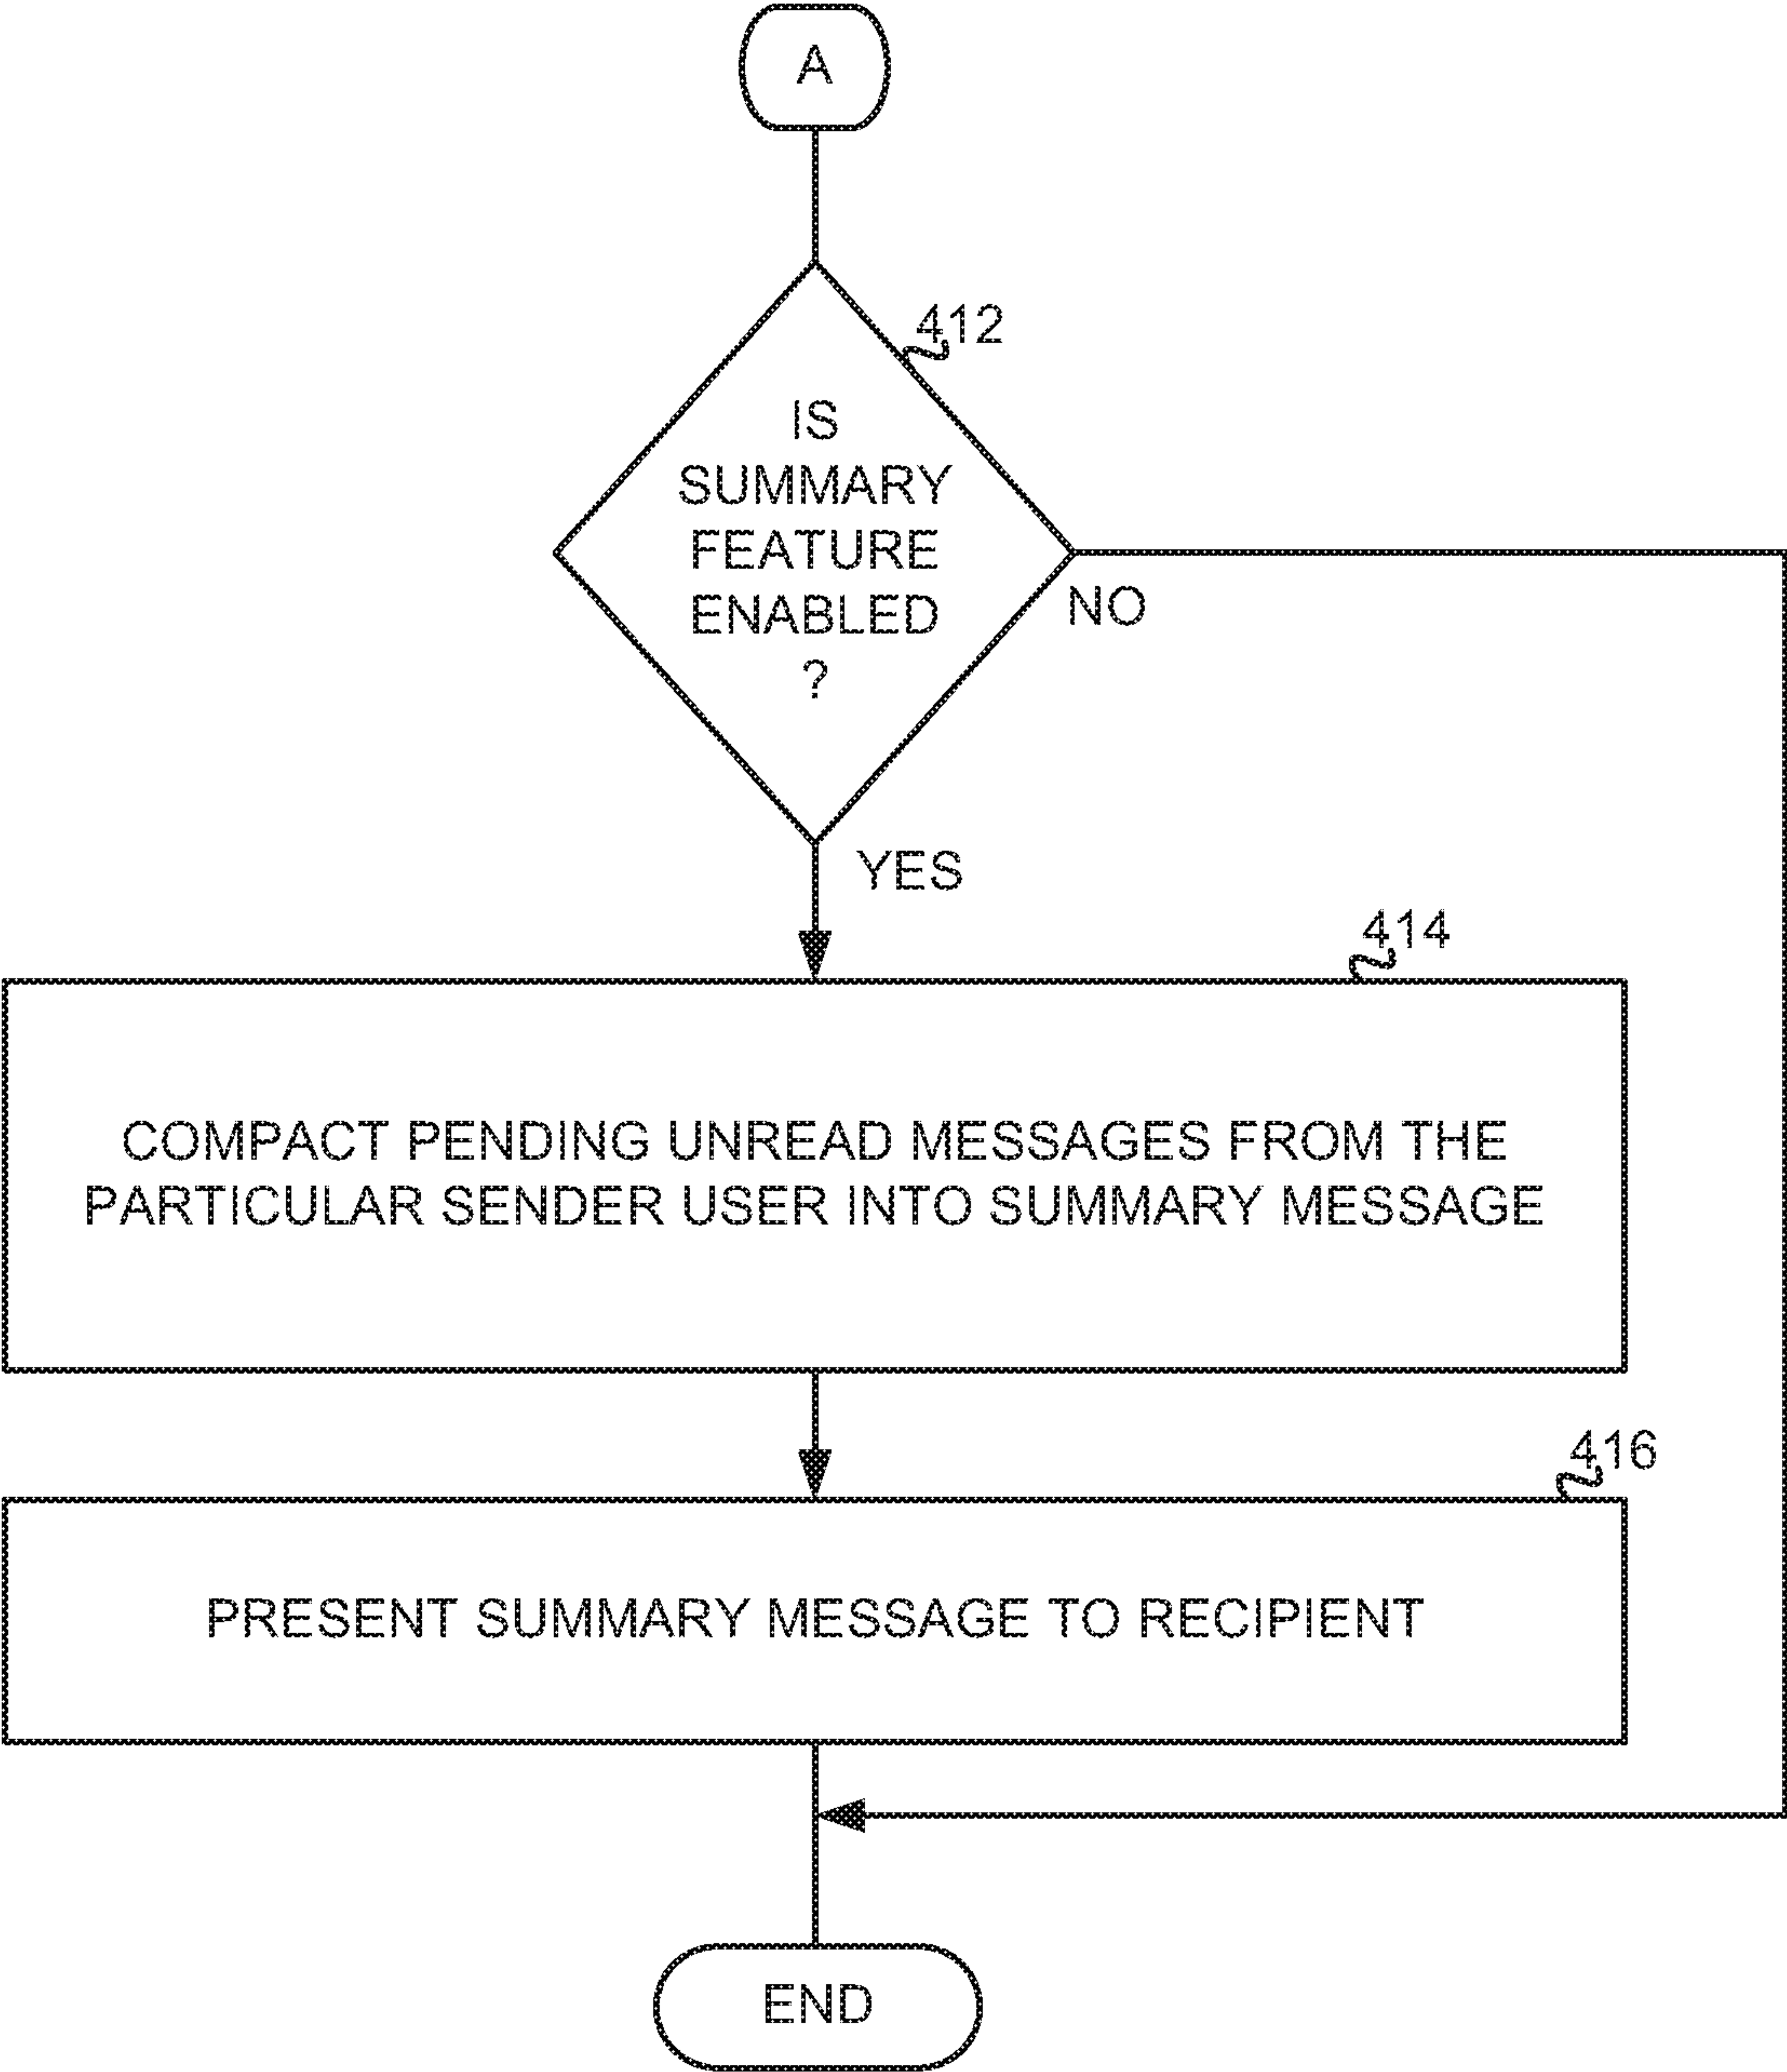 A
412
IS
SUMMARY
FEATURE
ENABLED
?
NO
YES
414
COMPACT PENDING UNREAD MESSAGES FROM THE
PARTICULAR SENDER USER INTO SUMMARY MESSAGE
416
PRESENT SUMMARY MESSAGE TO RECIPIENT
END